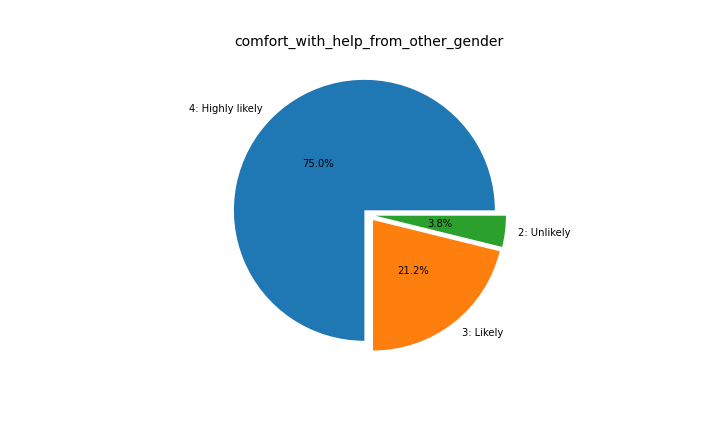 comfort_with_help_from_other_gender
4: Highly likely
75.0%
3.8%
2: Unlikely
21.2%
3: Likely